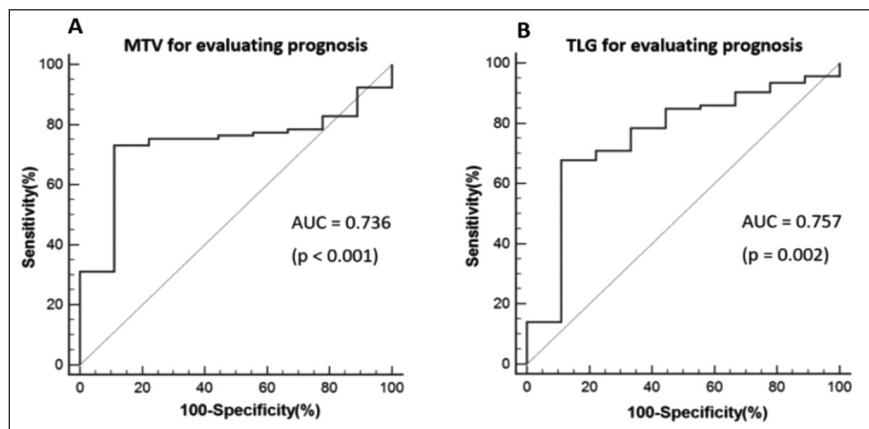 A
MTV for evaluating prognosis
100
80
60
40
20
0
Sensitivity(%)
AUC = 0.736
(p < 0.001)
0 20 40 60 80 100
100-Specificity(%)
B
TLG for evaluating prognosis
100
80
60
40
20
0
Sensitivity(%)
AUC = 0.757
(p = 0.002)
0 20 40 60 80 100
100-Specificity(%)